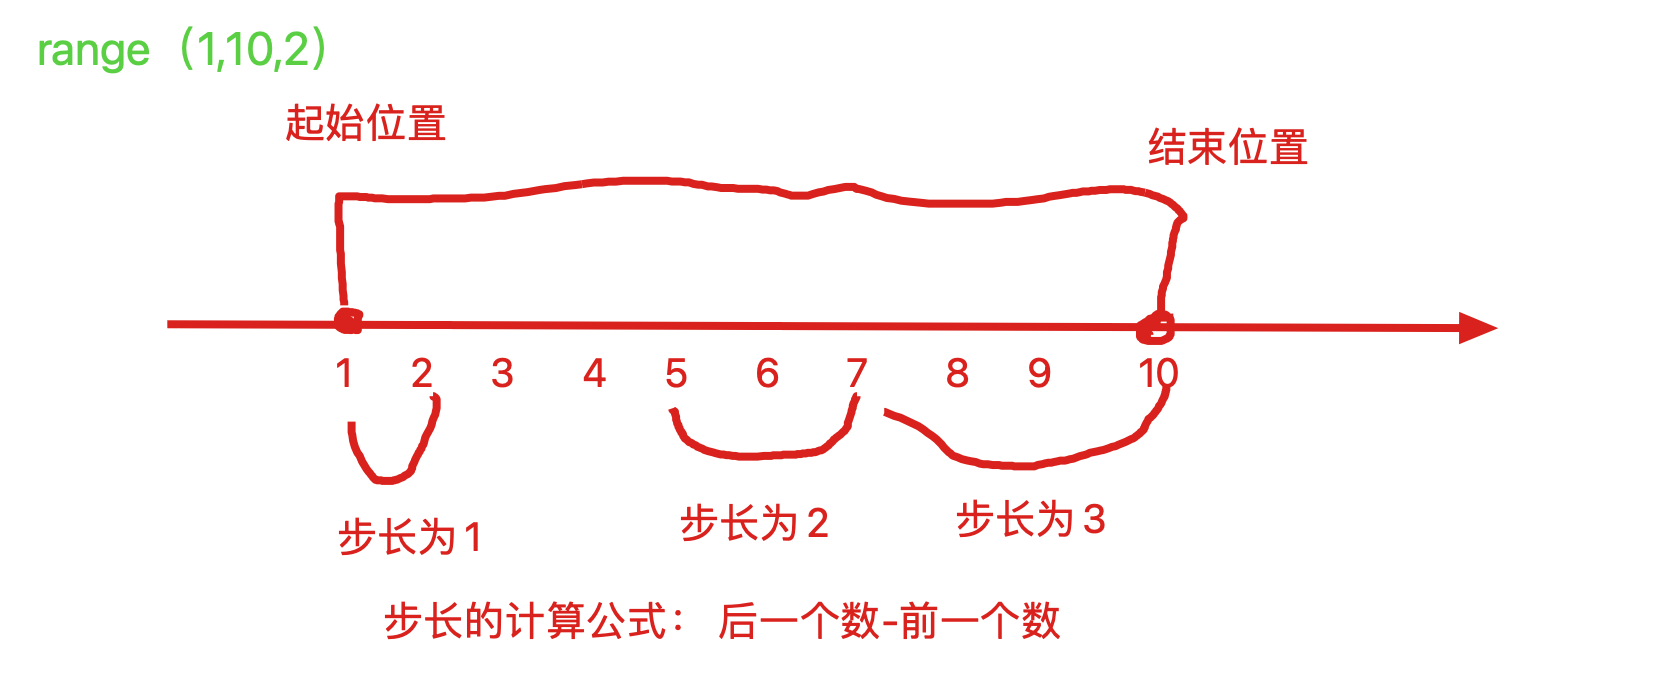 range（1,10,2）
起始位置
结束位置
1 2 3 4 5 6 7 8 9 10
步长为1
步长为2
步长为3
步长的计算公式： 后一个数-前一个数